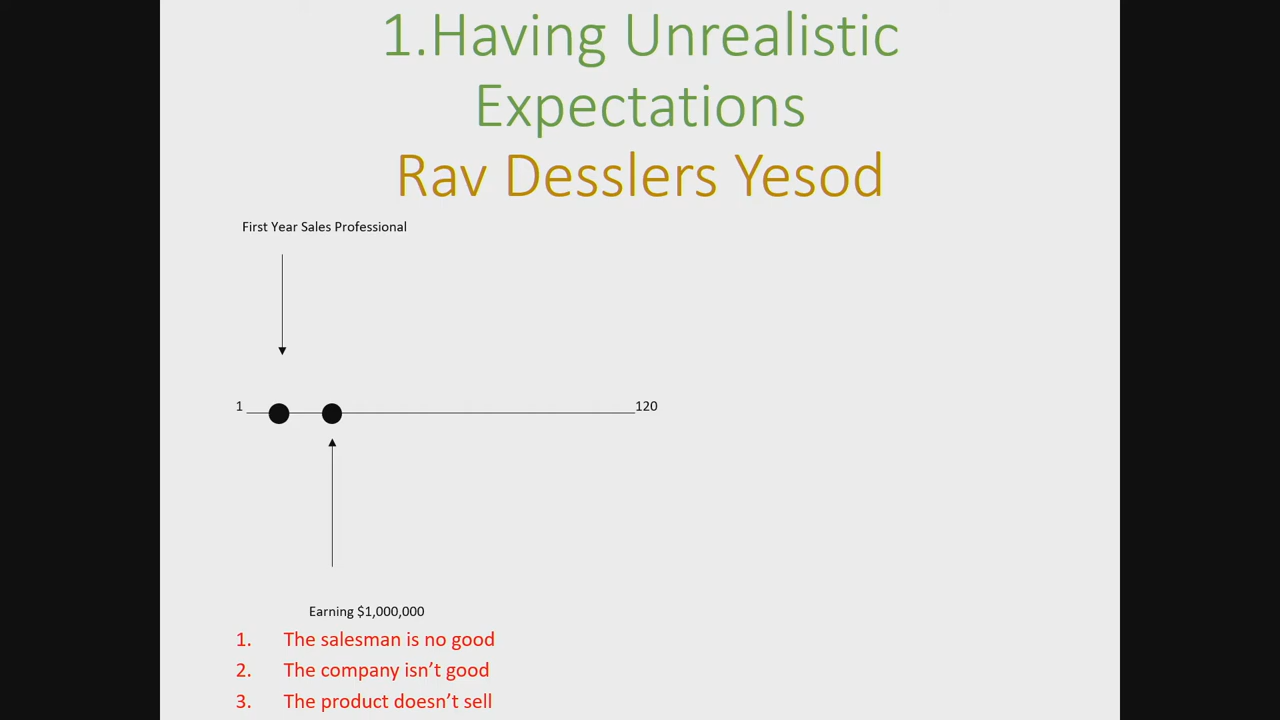 1.Having Unrealistic
Expectations
Rav Desslers Yesod
First Year Sales Professional
1
120
Earning $1,000,000
1. The salesman is no good
2. The company isn’t good
3. The product doesn’t sell